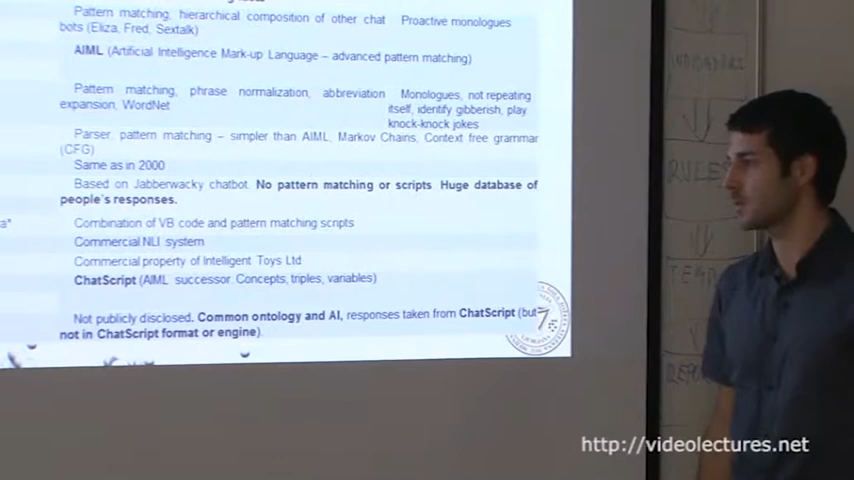 Pattern matching, hierarchical composition of other chat Proactive monologues
bots (Eliza, Fred, Sextalk)
AIML (Artificial Intelligence Mark-up Language – advanced pattern matching)
Pattern matching, phrase normalization, abbreviation Monologues, not repeating
expansion, WordNet itself, identify gibberish, play
knock-knock jokes
Parser, pattern matching – simpler than AIML, Markov Chains, Context free grammar
(CFG)
Same as in 2000
Based on Jabberwacky chatbot. No pattern matching or scripts Huge database of
people's responses.
a* Combination of VB code and pattern matching scripts
Commercial NLI system
Commercial property of Intelligent Toys Ltd
ChatScript (AIML successor. Concepts, triples, variables)
Not publicly disclosed. Common ontology and AI, responses taken from ChatScript (but
not in ChatScript format or engine).
RULES
http://videolectures.net